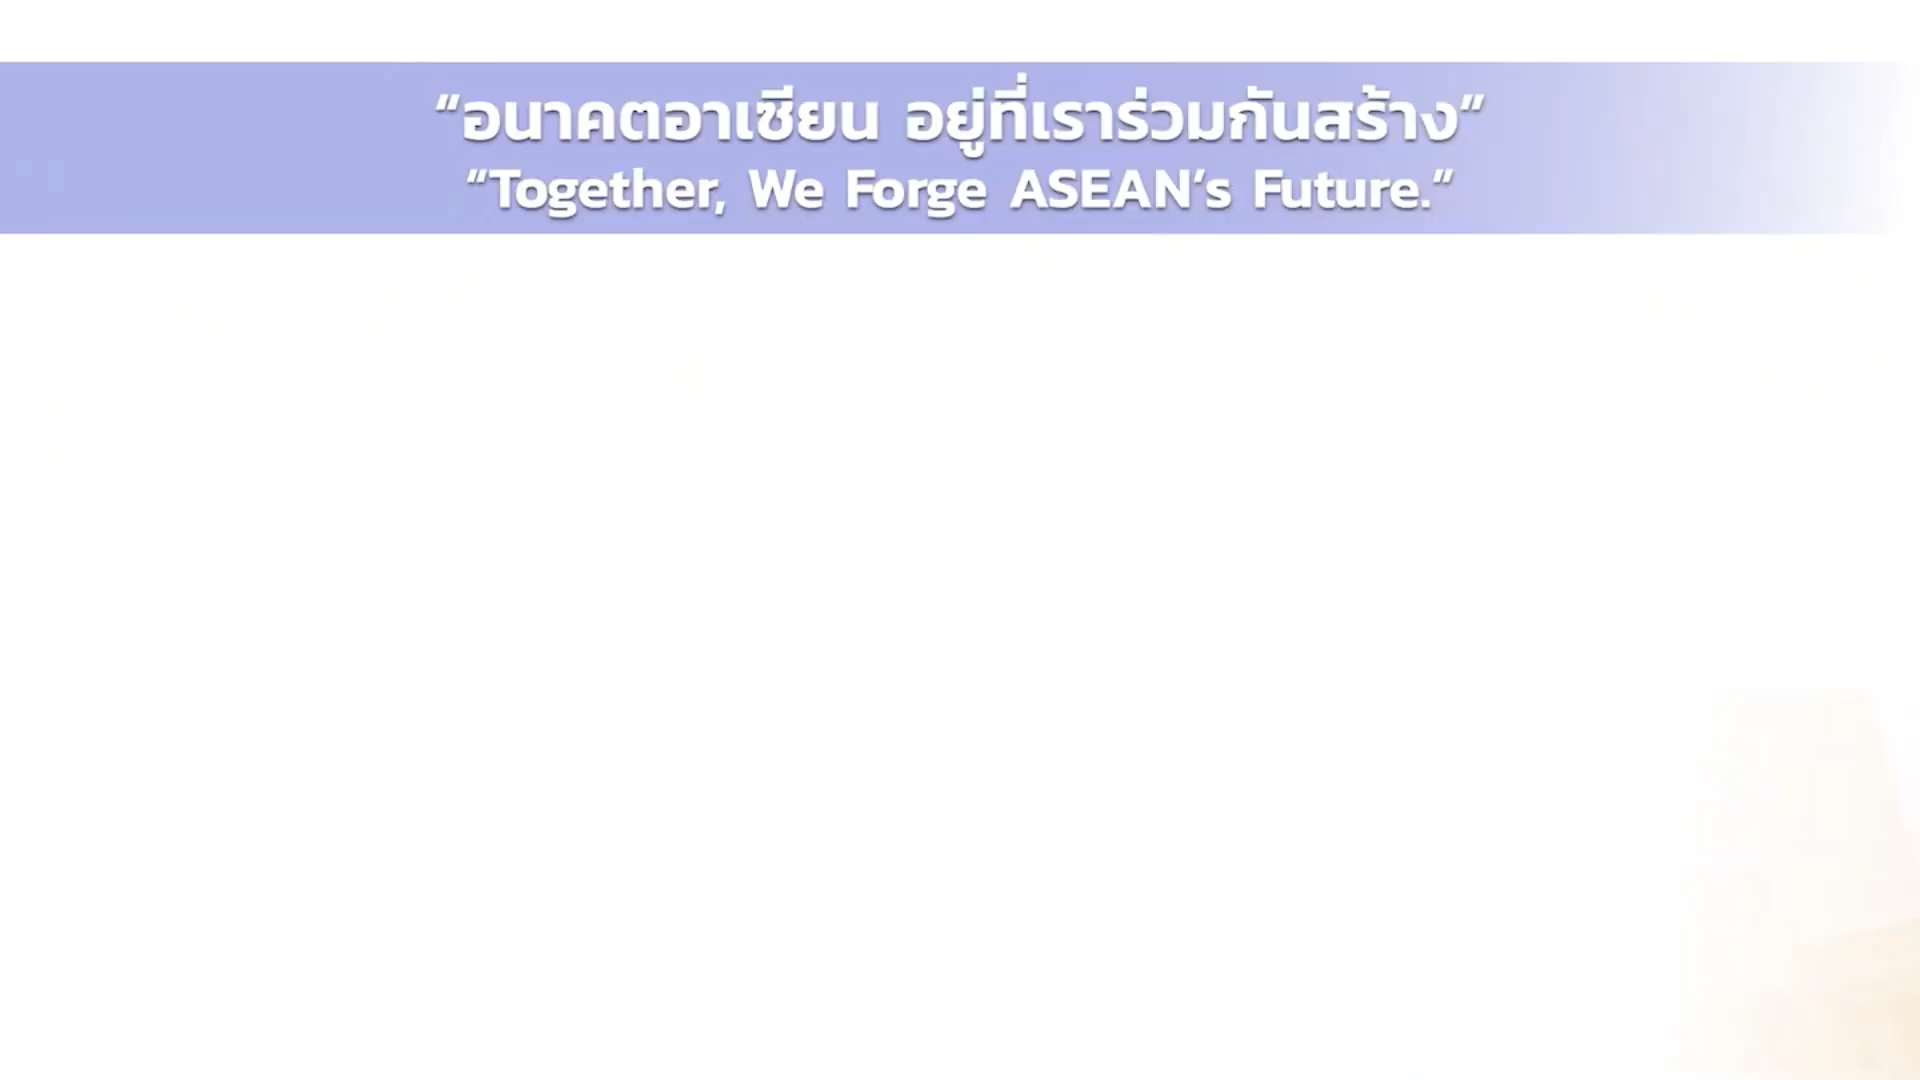 “อนาคตอาเซียน อยู่ที่เราร่วมกันสร้าง”
“Together, We Forge ASEAN’s Future.”